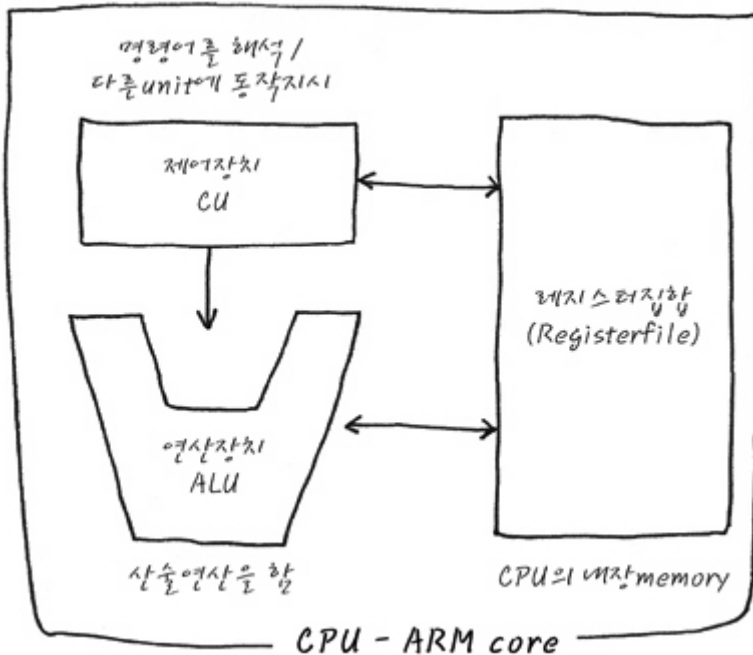 명령어를 해석 /
다른unit에 동작지시
제어장치
CU
레지스터집합
(Registerfile)
연산장치
ALU
산술연산을 함
CPU의 내장memory
CPU - ARM core